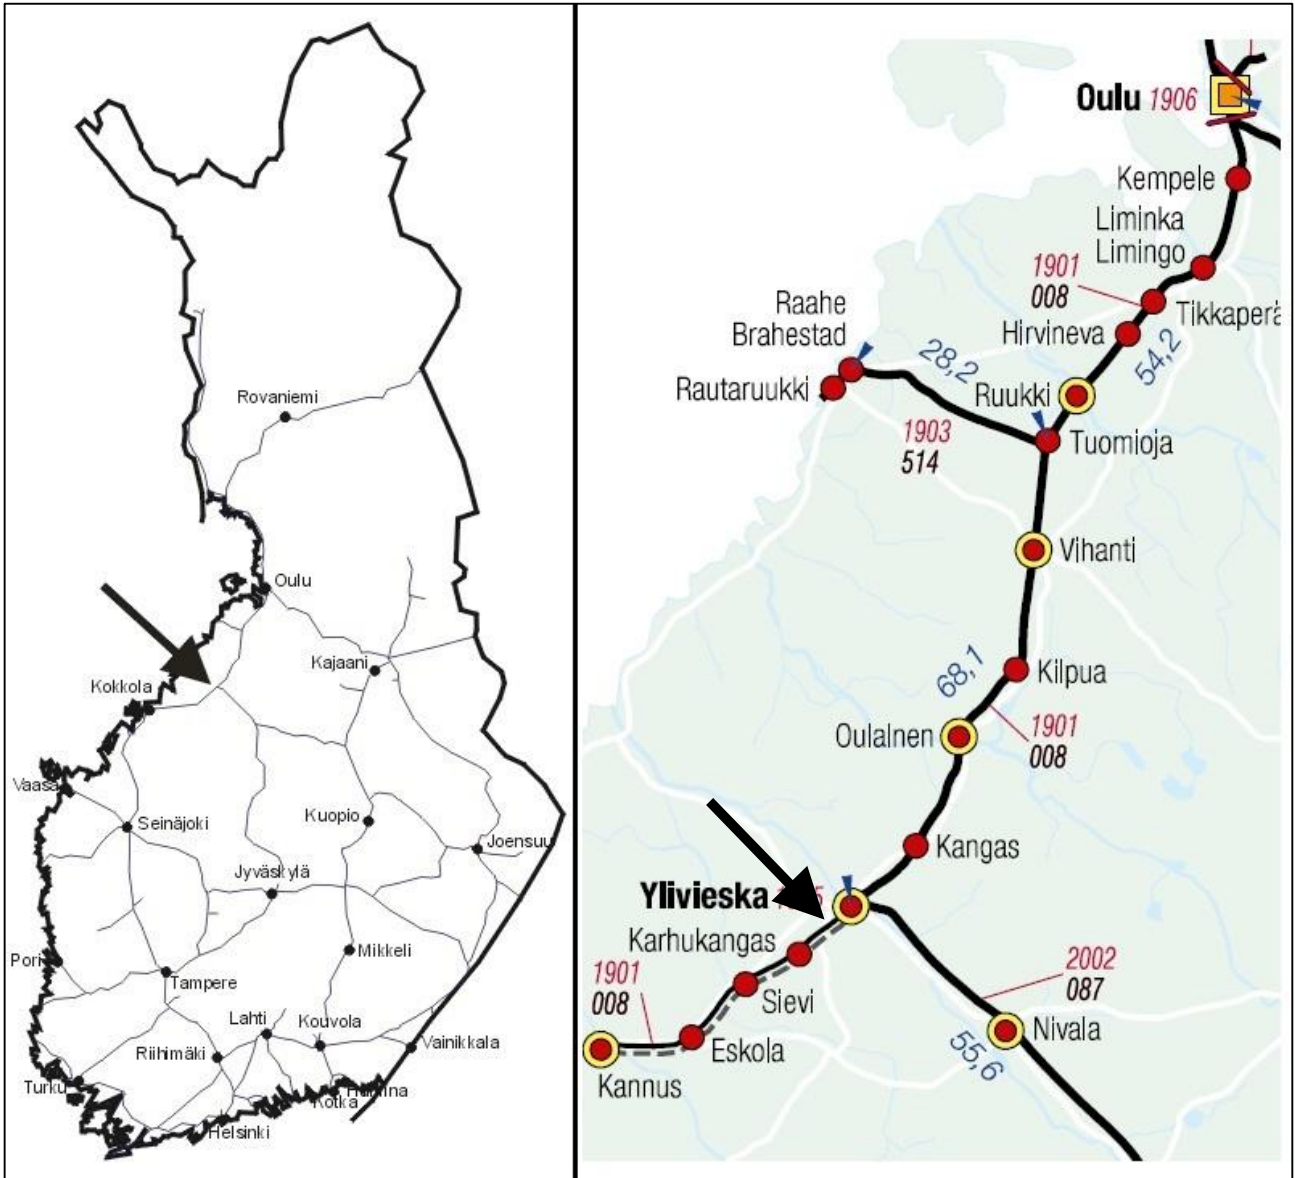 Rovaniemi
Oulu
Kajaani
Kokkola
Vaasa
Seinäjoki
Kuopio
Joensuu
Jyväskylä
Mikkeli
Pori
Tampere
Lahti
Kouvola
Riihimäki
Vainikkala
Turku
Hamina
Kotka
Helsinki
Oulu 1906
Kempele
Liminka
Limingo
1901
008
Tikkaperä
Hirvineva
54,2
Raahe
Brahestad
28,2
Rautaruukki
Ruukki
1903
514
Tuomioja
Vihanti
68,1
Kilpua
Oulainen
1901
008
Kangas
Ylivieska
Karhukangas
1901
008
Sievi
2002
087
Eskola
Nivala
55,6
Kannus